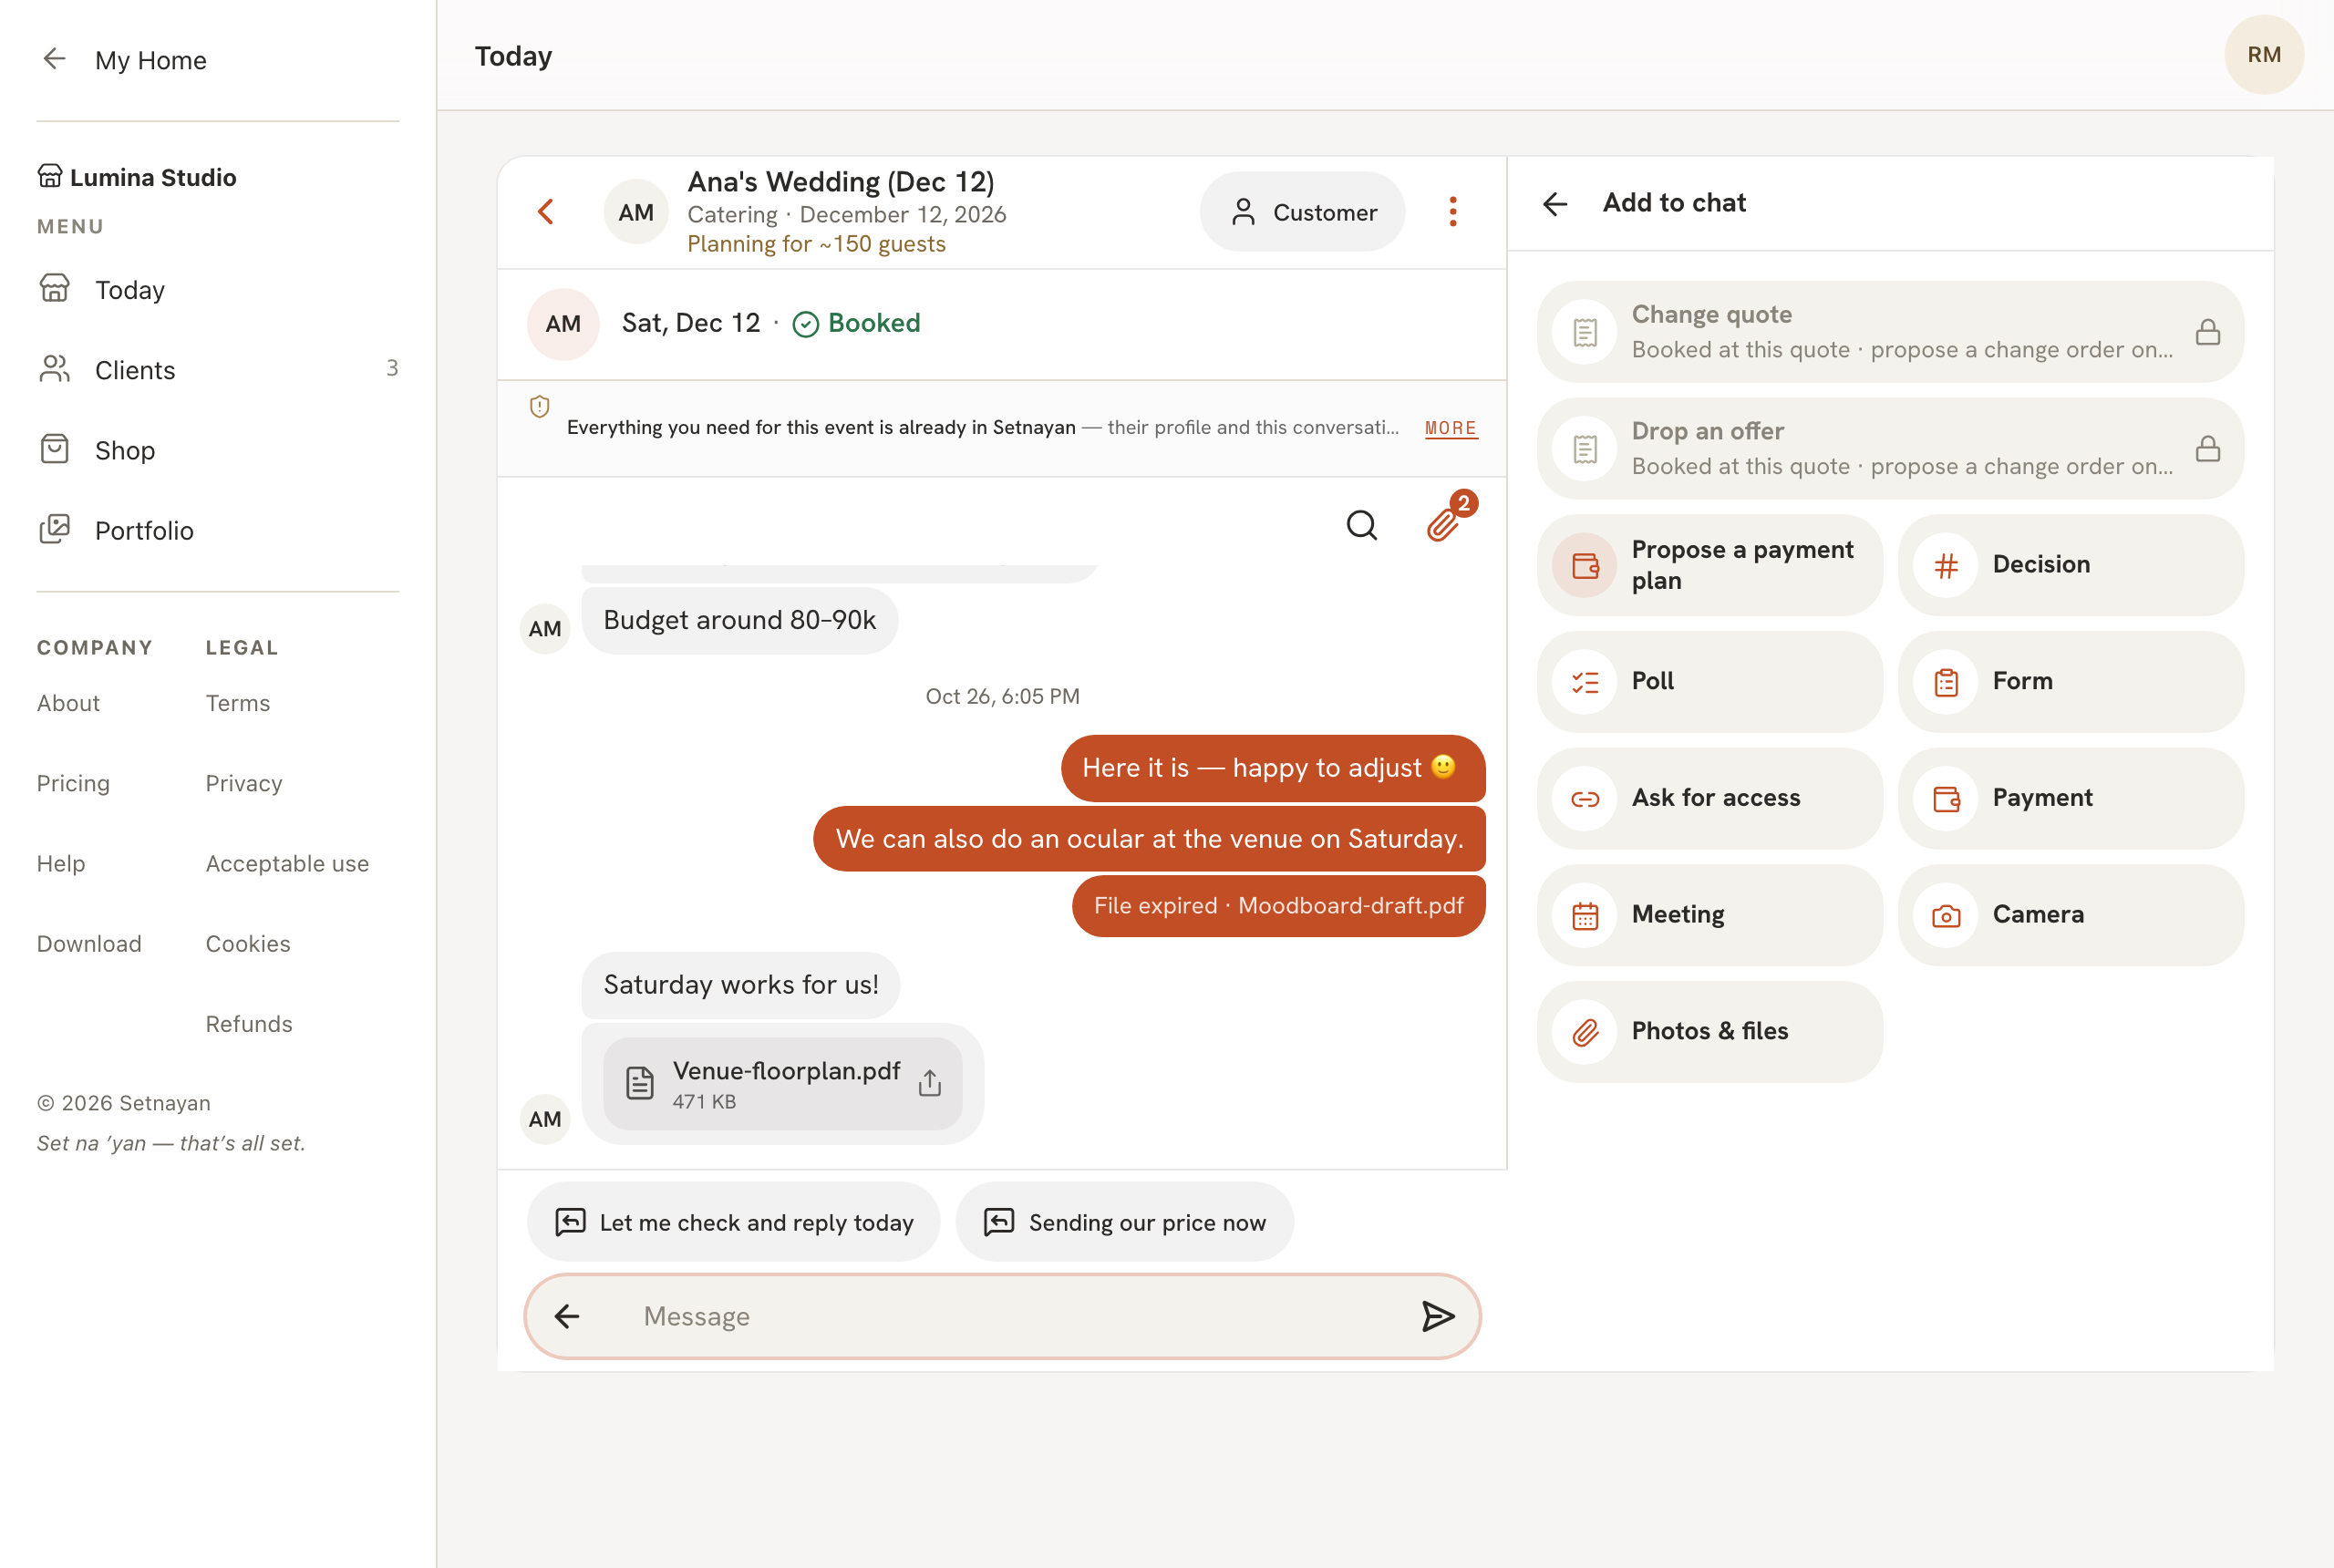 My Home
Lumina Studio
MENU
Today
Clients
3
Shop
Portfolio
COMPANY
LEGAL
About
Terms
Pricing
Privacy
Help
Acceptable use
Download
Cookies
Refunds
© 2026 Setnayan
Set na ’yan — that’s all set.
Today
RM
AM
Ana's Wedding (Dec 12)
Catering · December 12, 2026
Planning for ~150 guests
Customer
AM
Sat, Dec 12 · Booked
Everything you need for this event is already in Setnayan — their profile and this conversati...
MORE
2
Budget around 80–90k
AM
Oct 26, 6:05 PM
Here it is — happy to adjust 🙂
We can also do an ocular at the venue on Saturday.
File expired · Moodboard-draft.pdf
Saturday works for us!
Venue-floorplan.pdf
471 KB
AM
Let me check and reply today
Sending our price now
Message
Add to chat
Change quote
Booked at this quote · propose a change order on...
Drop an offer
Booked at this quote · propose a change order on...
Propose a payment
plan
Decision
Poll
Form
Ask for access
Payment
Meeting
Camera
Photos & files